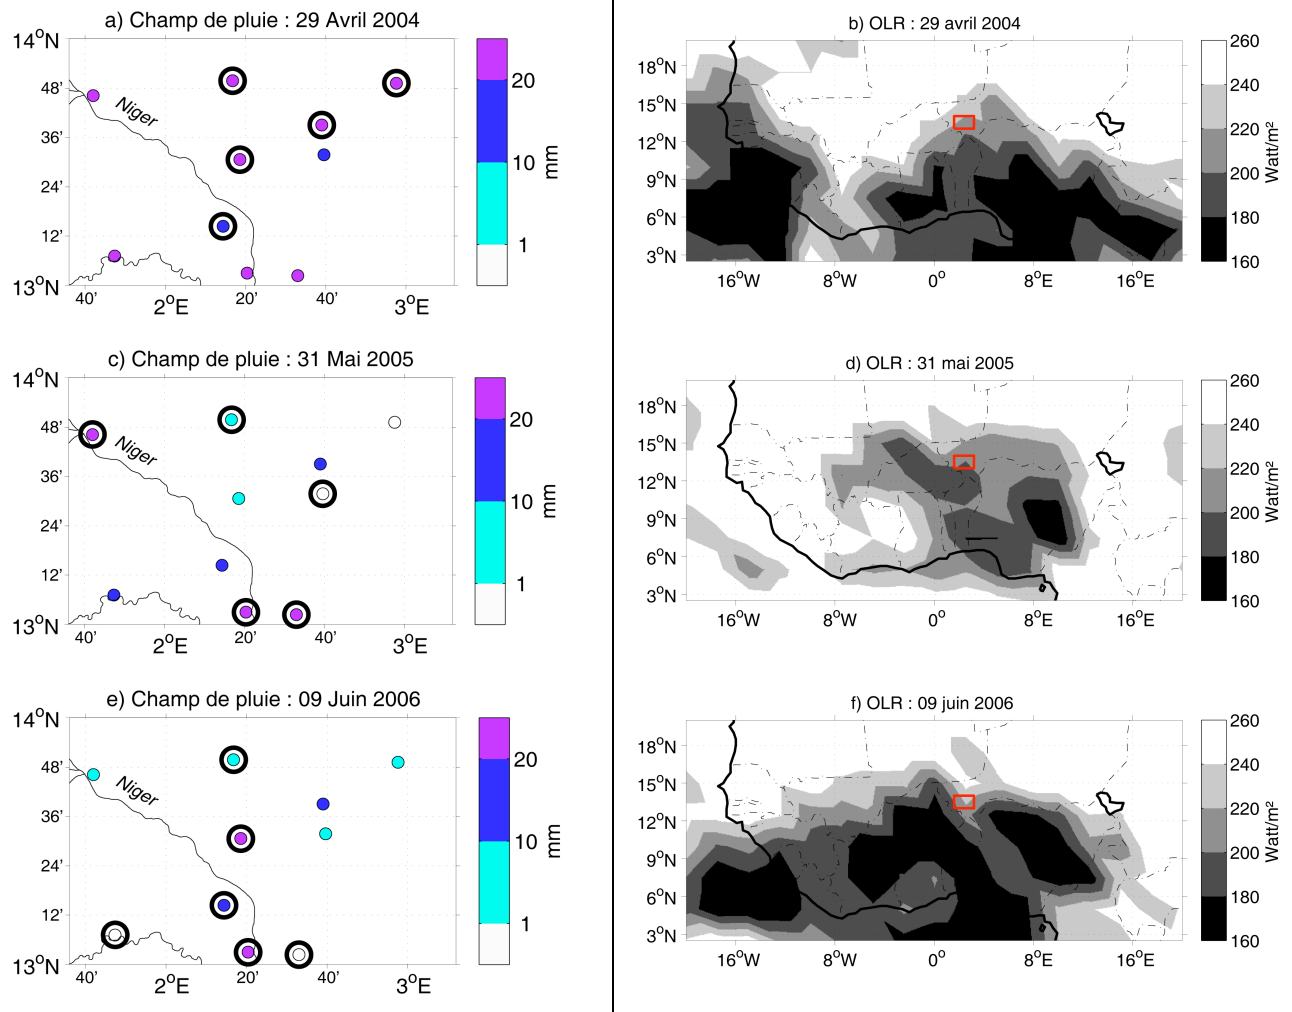 a) Champ de pluie : 29 Avril 2004
14°N
48'
36'
24'
12'
13°N
40'
2°E
20'
40'
3°E
Niger
20
10
1
mm
b) OLR : 29 avril 2004
18°N
15°N
12°N
9°N
6°N
3°N
16°W
8°W
0°
8°E
16°E
260
240
220
200
180
160
Watt/m²
c) Champ de pluie : 31 Mai 2005
14°N
48'
36'
24'
12'
13°N
40'
2°E
20'
40'
3°E
Niger
20
10
1
mm
d) OLR : 31 mai 2005
18°N
15°N
12°N
9°N
6°N
3°N
16°W
8°W
0°
8°E
16°E
260
240
220
200
180
160
Watt/m²
e) Champ de pluie : 09 Juin 2006
14°N
48'
36'
24'
12'
13°N
40'
2°E
20'
40'
3°E
Niger
20
10
1
mm
f) OLR : 09 juin 2006
18°N
15°N
12°N
9°N
6°N
3°N
16°W
8°W
0°
8°E
16°E
260
240
220
200
180
160
Watt/m²